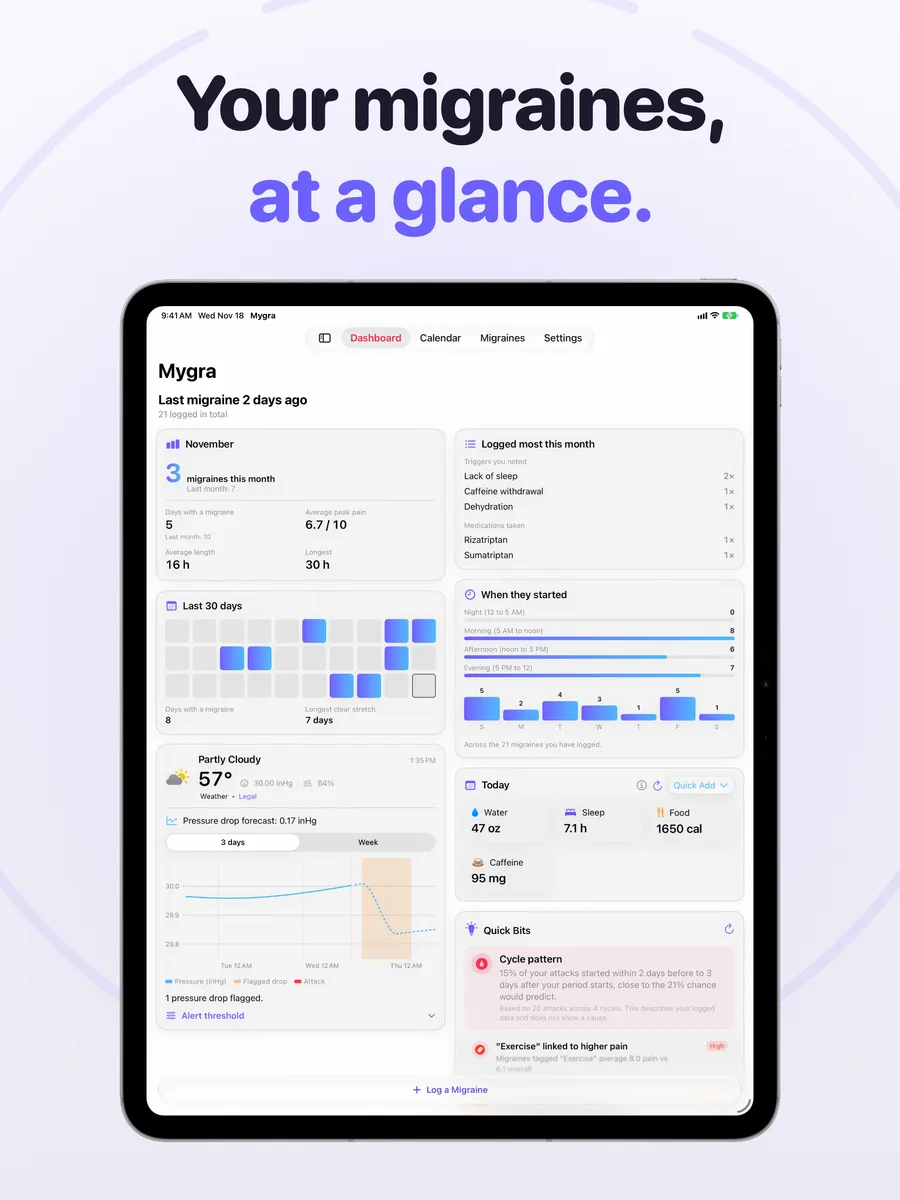 Your migraines,
at a glance.
9:41 AM Wed Nov 18 Mygra
Dashboard Calendar Migraines Settings
Mygra
Last migraine 2 days ago
21 logged in total
November
3 migraines this month
Last month: 7
Days with a migraine Average peak pain
5 6.7 / 10
Last month: 10
Average length Longest
16 h 30 h
Last 30 days
Days with a migraine Longest clear stretch
8 7 days
Partly Cloudy 1:35 PM
57° 30.00 inHg 64%
Weather • Legal
Pressure drop forecast: 0.17 inHg
3 days Week
30.0
29.9
29.8
Tue 12 AM Wed 12 AM Thu 12 AM
Pressure (inHg) Flagged drop Attack
1 pressure drop flagged.
Alert threshold
Logged most this month
Triggers you noted
Lack of sleep 2×
Caffeine withdrawal 1×
Dehydration 1×
Medications taken
Rizatriptan 1×
Sumatriptan 1×
When they started
Night (12 to 5 AM) 0
Morning (5 AM to noon) 8
Afternoon (noon to 5 PM) 6
Evening (5 PM to 12) 7
5 2 4 3 1 5 1
S M T W T F S
Across the 21 migraines you have logged.
Today Quick Add
Water Sleep Food
47 oz 7.1 h 1650 cal
Caffeine
95 mg
Quick Bits
Cycle pattern
15% of your attacks started within 2 days before to 3
days after your period starts, close to the 21% chance
would predict.
Based on 20 attacks across 4 cycles. This describes your logged
data and does not show a cause.
"Exercise" linked to higher pain High
Migraines tagged "Exercise" average 8.0 pain vs
6.1 overall
+ Log a Migraine